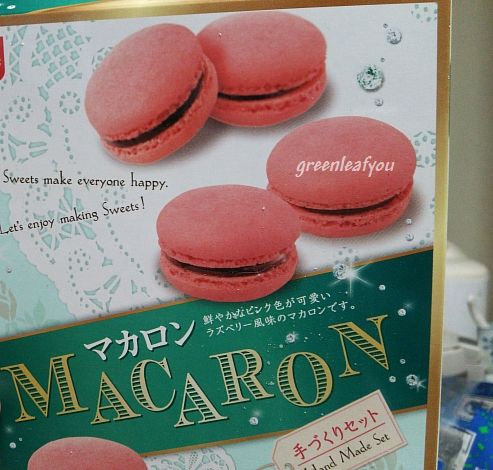 greenleafyou
Sweets make everyone happy.
Let's enjoy making Sweets!
鮮やかなピンク色が可愛い
ラズベリー風味のマカロンです。
マカロン
MACARON
手づくりセット
Hand Made Set